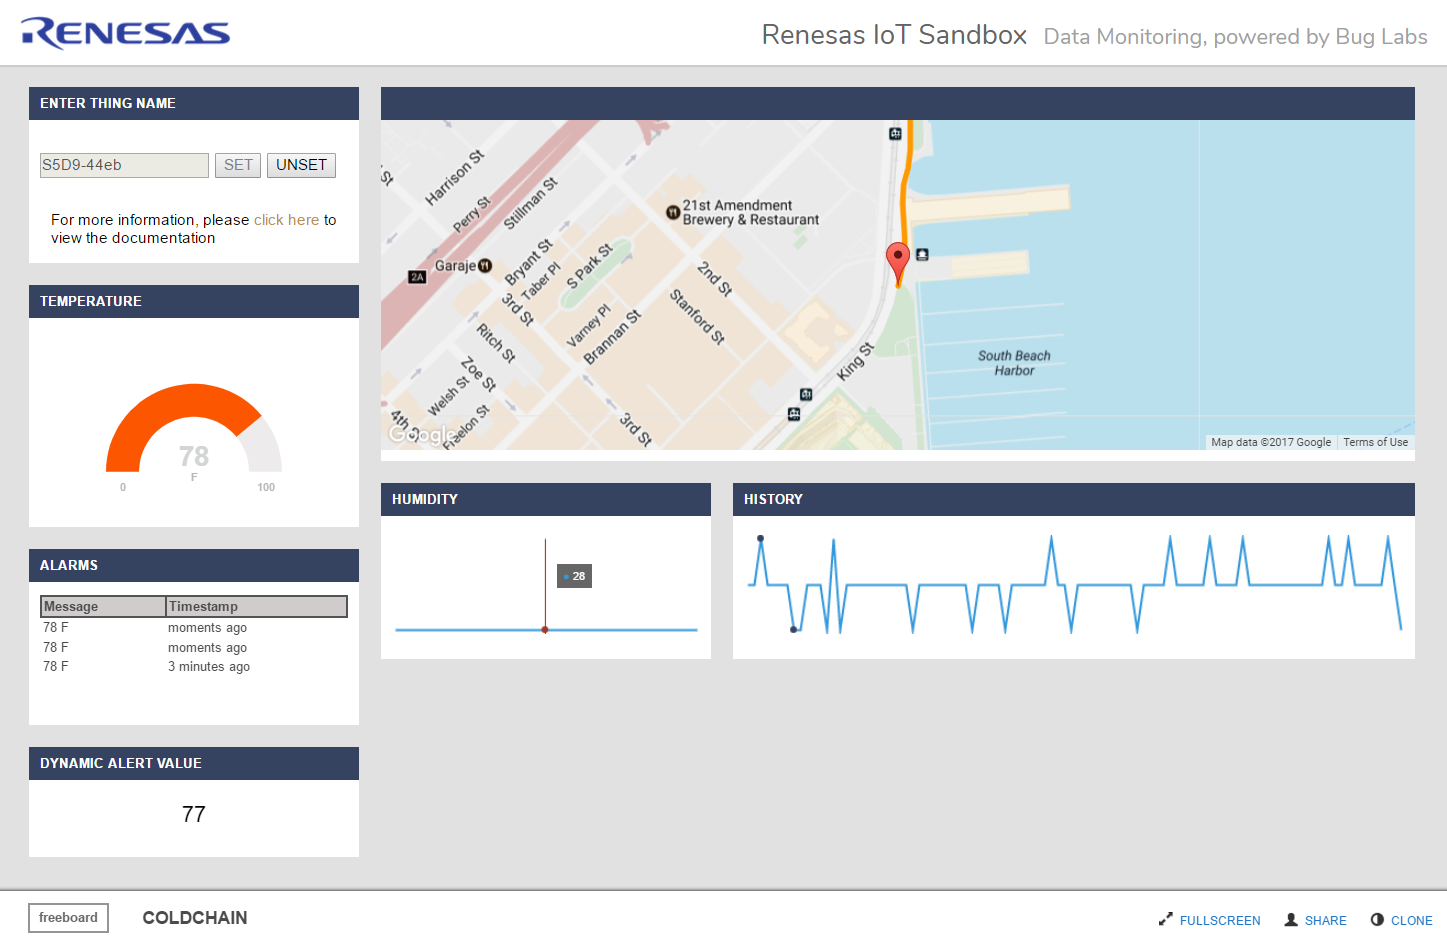 RENESAS
Renesas IoT Sandbox Data Monitoring, powered by Bug Labs
ENTER THING NAME
S5D9-44eb SET UNSET
For more information, please click here to
view the documentation
TEMPERATURE
78
F
0 100
ALARMS
Message Timestamp
78 F moments ago
78 F moments ago
78 F 3 minutes ago
DYNAMIC ALERT VALUE
77
Harrison St
Perry St
Stillman St
21st Amendment
Brewery & Restaurant
2A
Garaje
Bryant St
Taber Pl
S Park St
2nd St
3rd St
Varney Pl
Stanford St
Brannan St
Ritch St
Zoe St
Welsh St
Freelon St
4th
3rd St
King St
South Beach
Harbor
St
Google
Map data ©2017 Google Terms of Use
HUMIDITY
28
HISTORY
freeboard COLDCHAIN
FULLSCREEN SHARE CLONE